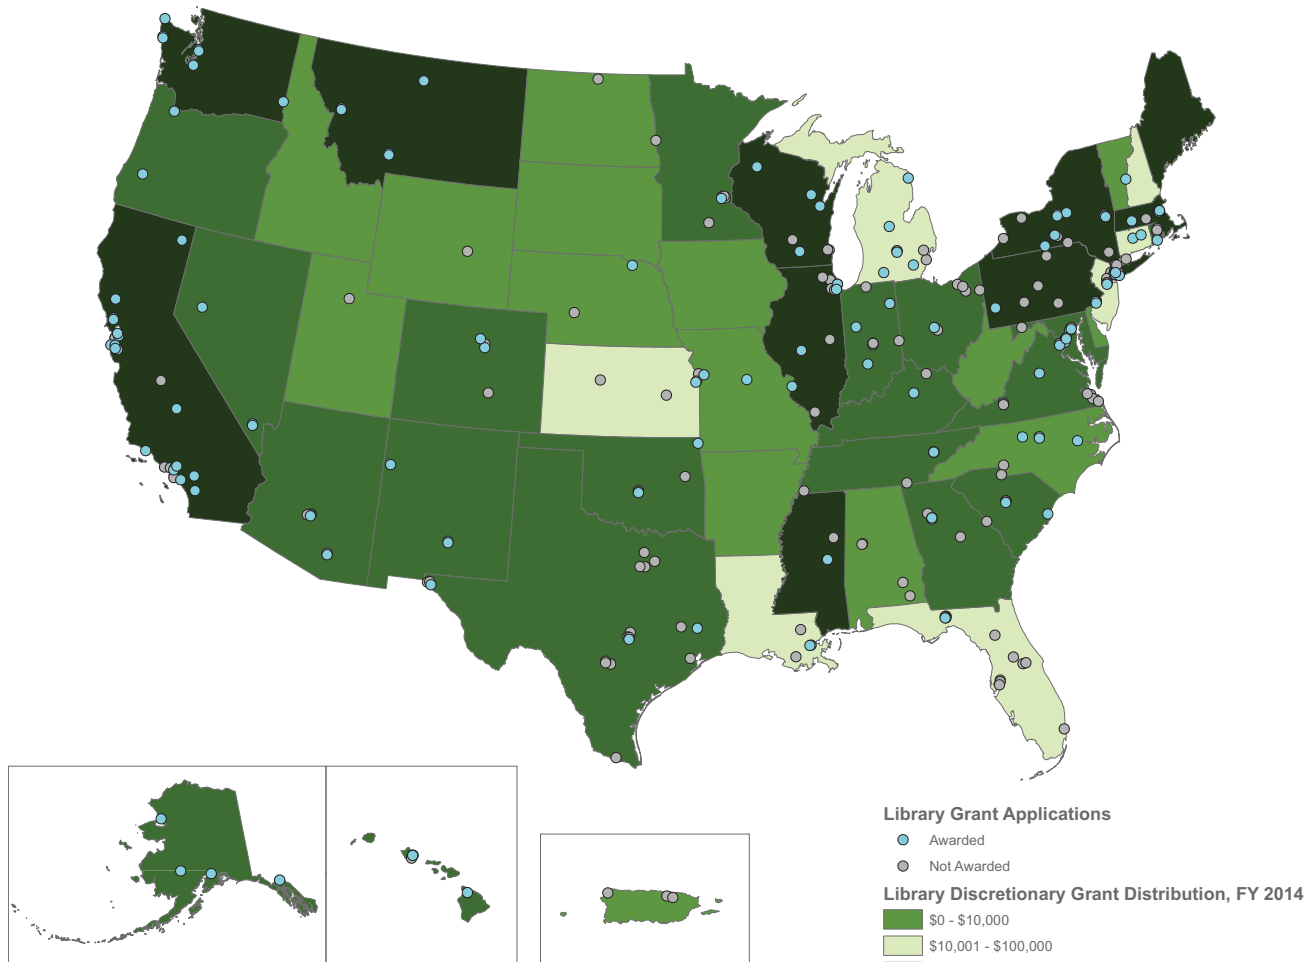 Library Grant Applications
Awarded
Not Awarded
Library Discretionary Grant Distribution, FY 2014
$0 - $10,000
$10,001 - $100,000